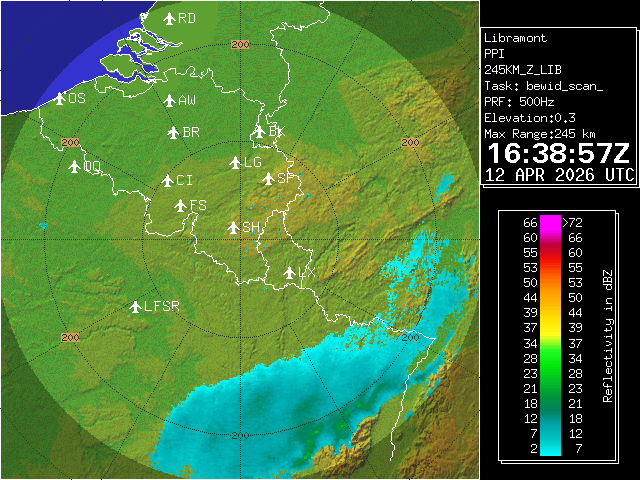 RD
200
OS
AW
BR
BK
200
200
QQ
LG
CI
SP
FS
SH
LX
LFSR
200
200
200
Libramont
PPI
245KM_Z_LIB
Task: bewid_scan_
PRF: 500Hz
Elevation:0.3
Max Range:245 km
16:38:57Z
12 APR 2026 UTC
66 >72
60 66
55 60
53 55
50 53
44 50
39 44
37 39
34 37
28 34
23 28
21 23
18 21
12 18
7 12
2 7
Reflectivity in dBZ